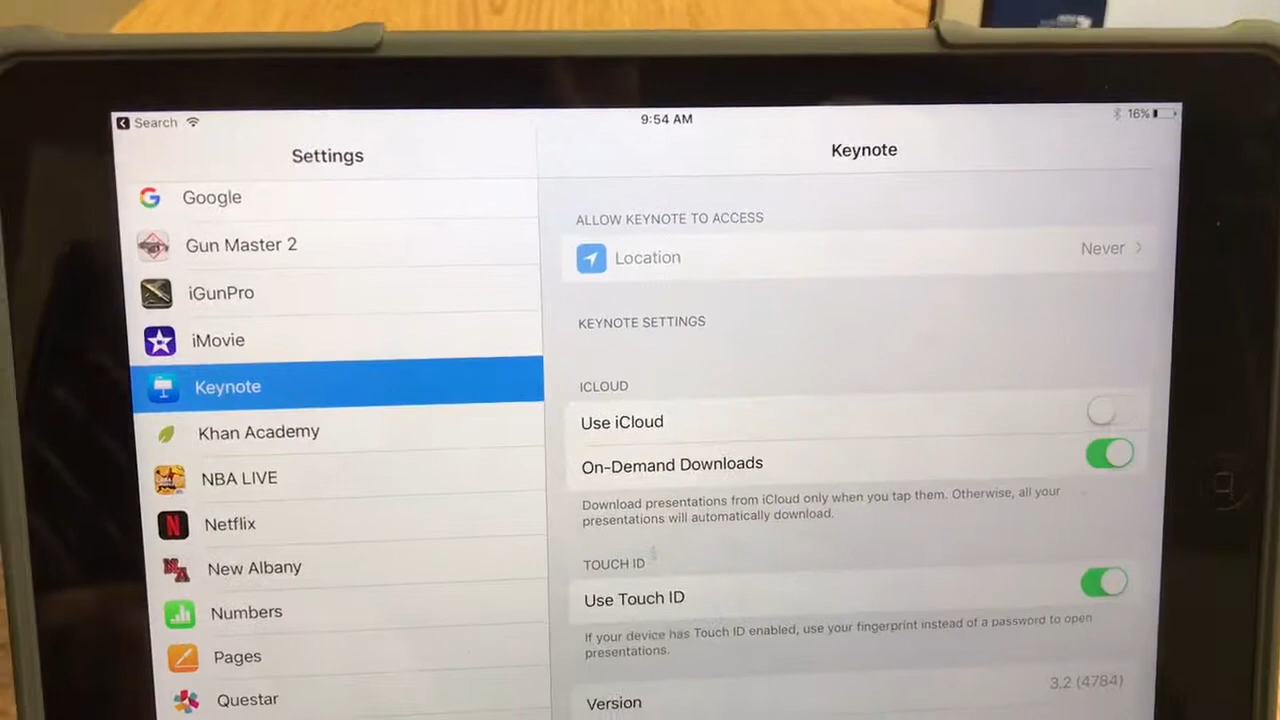 Search
9:54 AM
16%
Settings
Google
Gun Master 2
iGunPro
iMovie
Keynote
Khan Academy
NBA LIVE
Netflix
New Albany
Numbers
Pages
Questar
Keynote
ALLOW KEYNOTE TO ACCESS
Location Never
KEYNOTE SETTINGS
ICLOUD
Use iCloud
On-Demand Downloads
Download presentations from iCloud only when you tap them. Otherwise, all your
presentations will automatically download.
TOUCH ID
Use Touch ID
If your device has Touch ID enabled, use your fingerprint instead of a password to open
presentations.
Version 3.2 (4784)